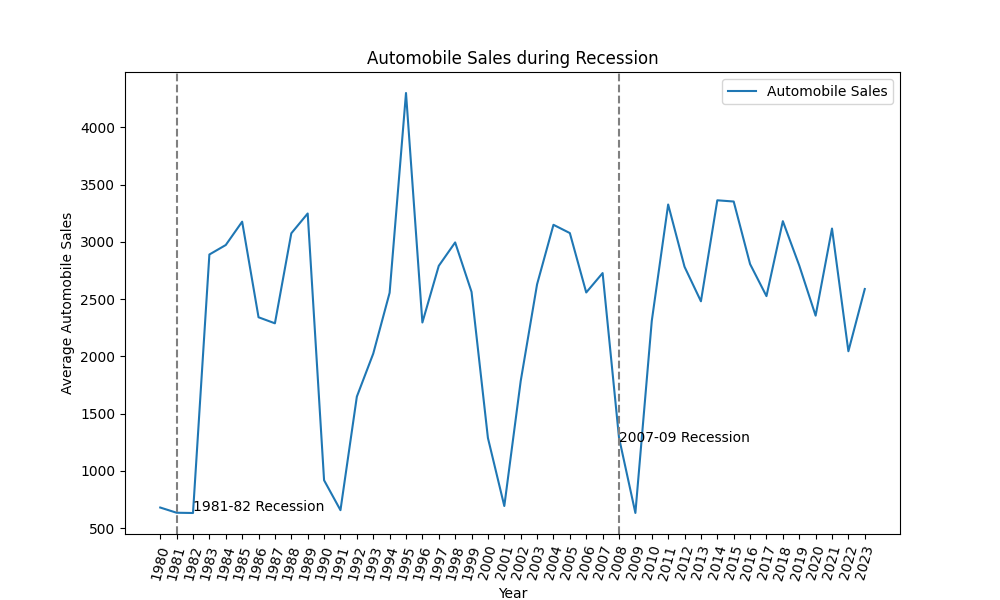 Automobile Sales during Recession
Automobile Sales
Average Automobile Sales
4000
3500
3000
2500
2000
1500
1000
500
2007-09 Recession
1981-82 Recession
1980 1981 1982 1983 1984 1985 1986 1987 1988 1989 1990 1991 1992 1993 1994 1995 1996 1997 1998 1999 2000 2001 2002 2003 2004 2005 2006 2007 2008 2009 2010 2011 2012 2013 2014 2015 2016 2017 2018 2019 2020 2021 2022 2023
Year